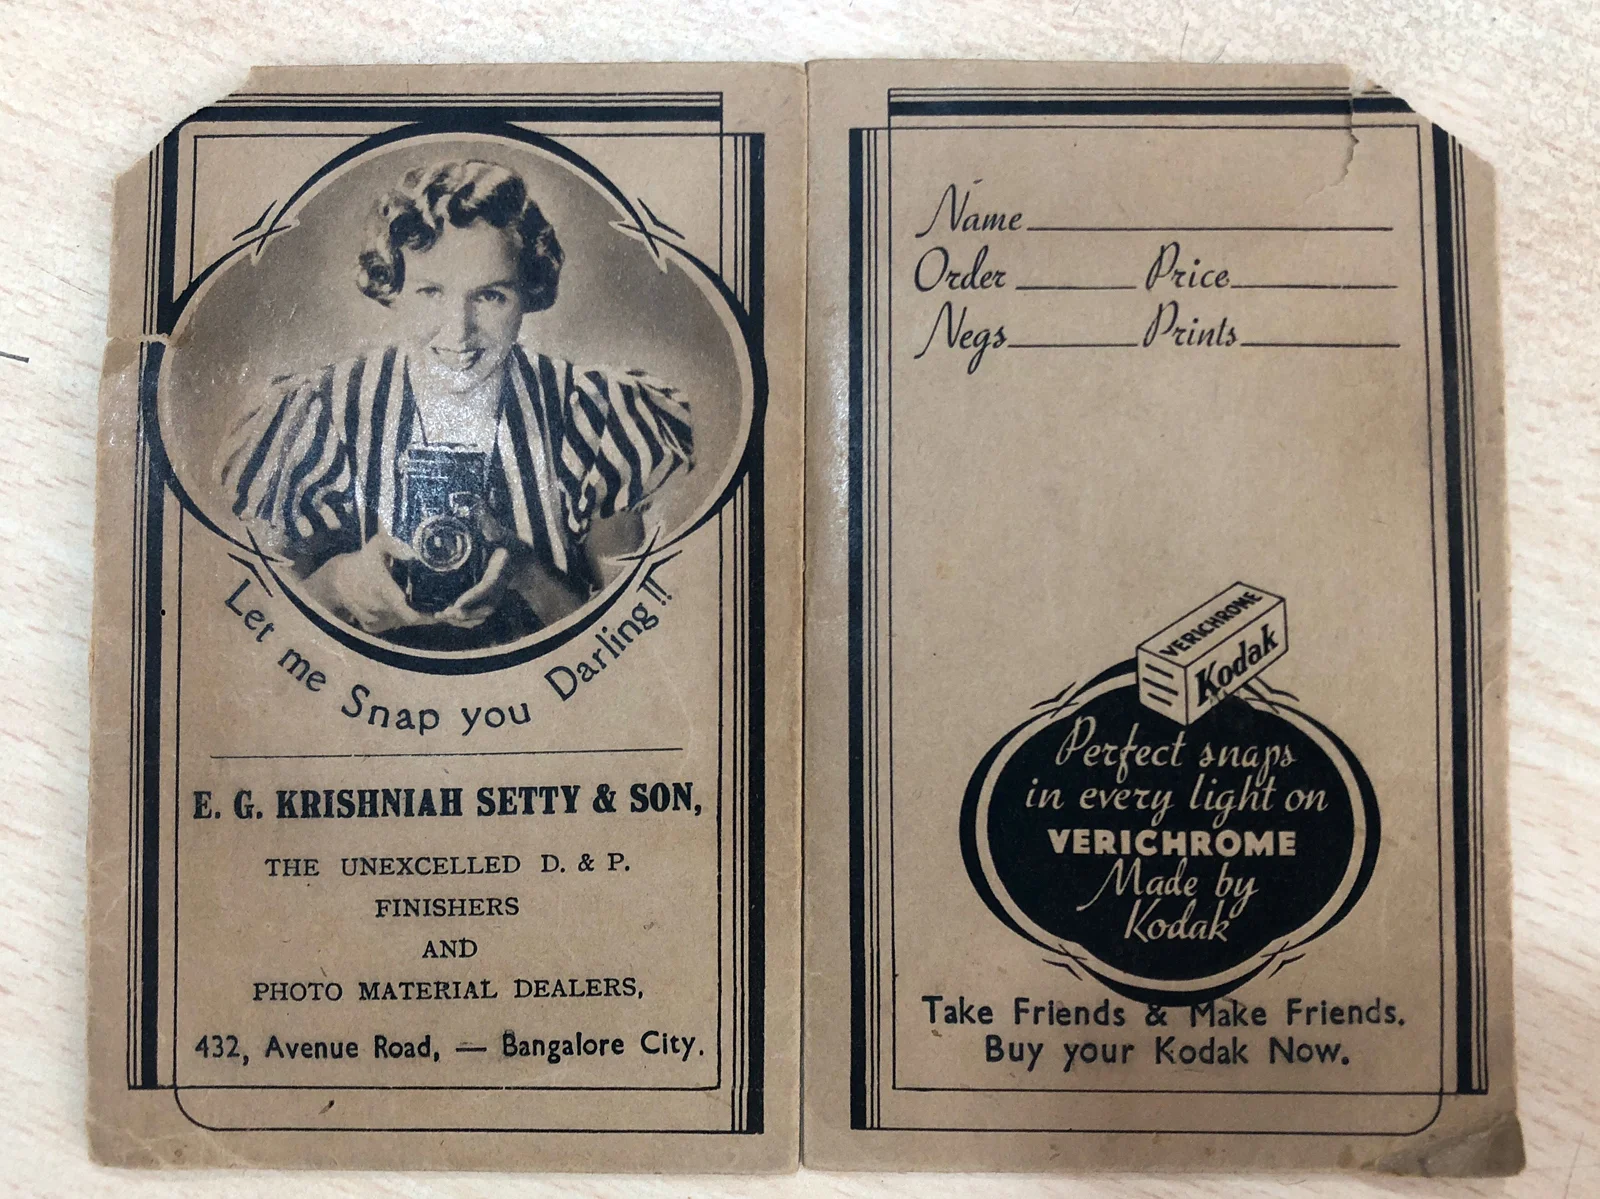 Let me Snap you Darling!!
E. G. KRISHNIAH SETTY & SON,
THE UNEXCELLED D. & P.
FINISHERS
AND
PHOTO MATERIAL DEALERS,
432, Avenue Road, — Bangalore City.
Name
Order Price
Negs Prints
VERICHROME
Kodak
Perfect snaps
in every light on
VERICHROME
Made by
Kodak
Take Friends & Make Friends.
Buy your Kodak Now.